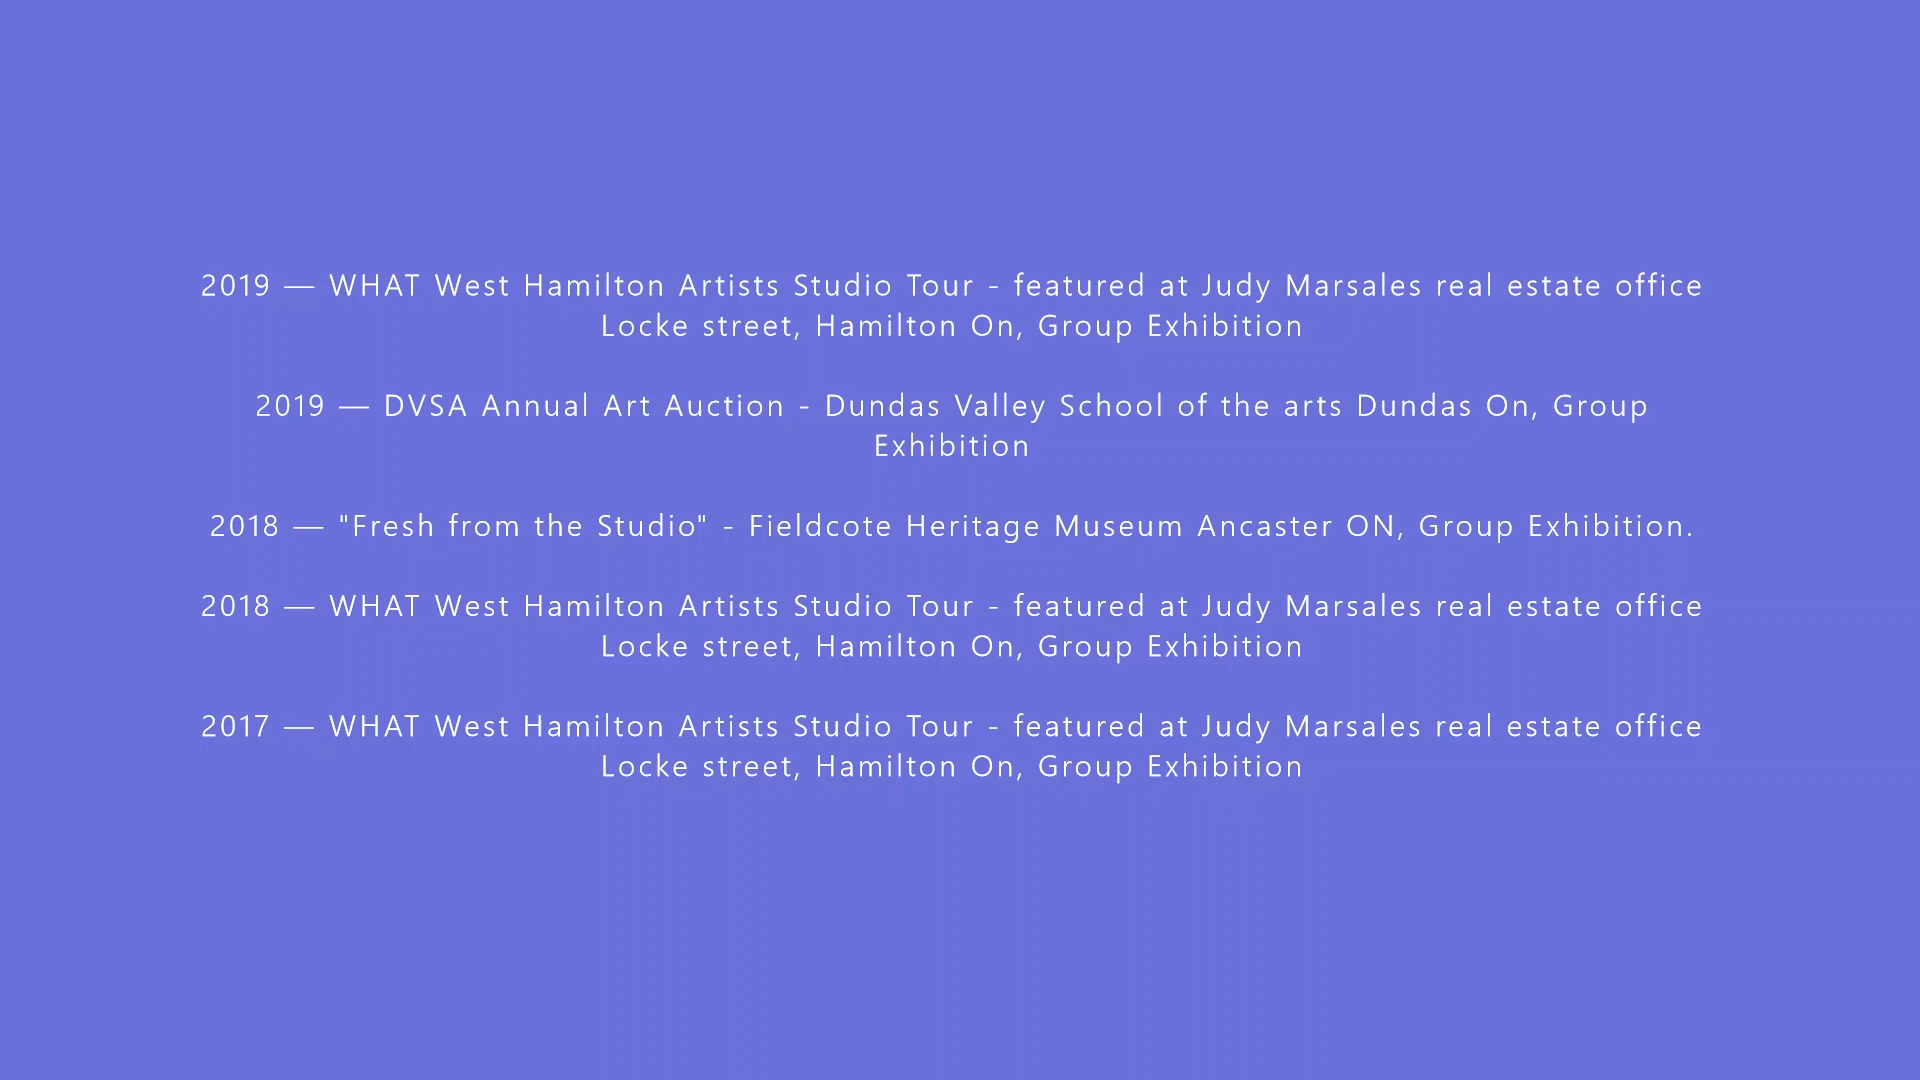 2019 — WHAT West Hamilton Artists Studio Tour - featured at Judy Marsales real estate office
Locke street, Hamilton On, Group Exhibition
2019 — DVSA Annual Art Auction - Dundas Valley School of the arts Dundas On, Group
Exhibition
2018 — "Fresh from the Studio" - Fieldcote Heritage Museum Ancaster ON, Group Exhibition.
2018 — WHAT West Hamilton Artists Studio Tour - featured at Judy Marsales real estate office
Locke street, Hamilton On, Group Exhibition
2017 — WHAT West Hamilton Artists Studio Tour - featured at Judy Marsales real estate office
Locke street, Hamilton On, Group Exhibition